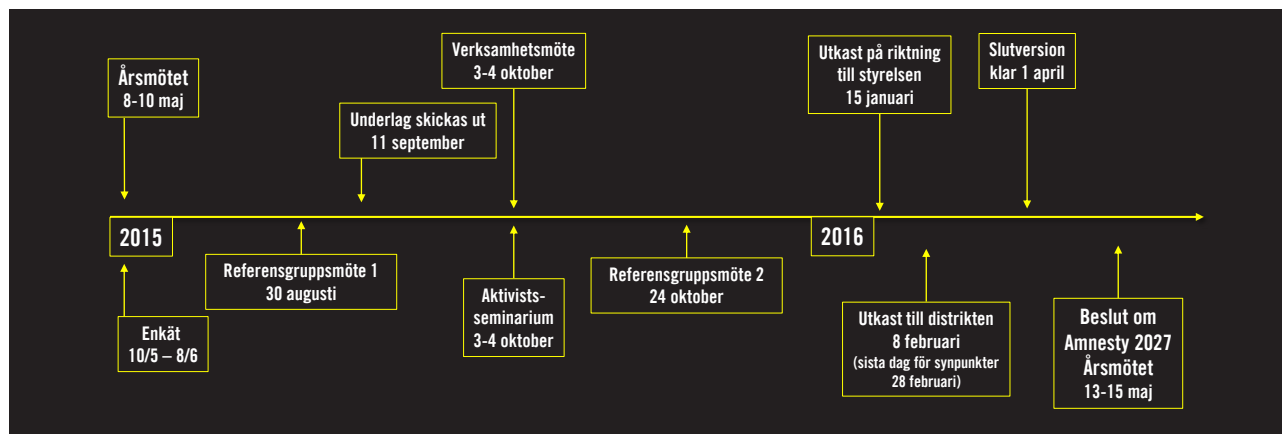 Årsmötet
8-10 maj
Underlag skickas ut
11 september
Verksamhetsmöte
3-4 oktober
Utkast på riktning
till styrelsen
15 januari
Slutversion
klar 1 april
2015
2016
Enkät
10/5 – 8/6
Referensgruppsmöte 1
30 augusti
Aktivists-
seminarium
3-4 oktober
Referensgruppsmöte 2
24 oktober
Utkast till distrikten
8 februari
(sista dag för synpunkter
28 februari)
Beslut om
Amnesty 2027
Årsmötet
13-15 maj